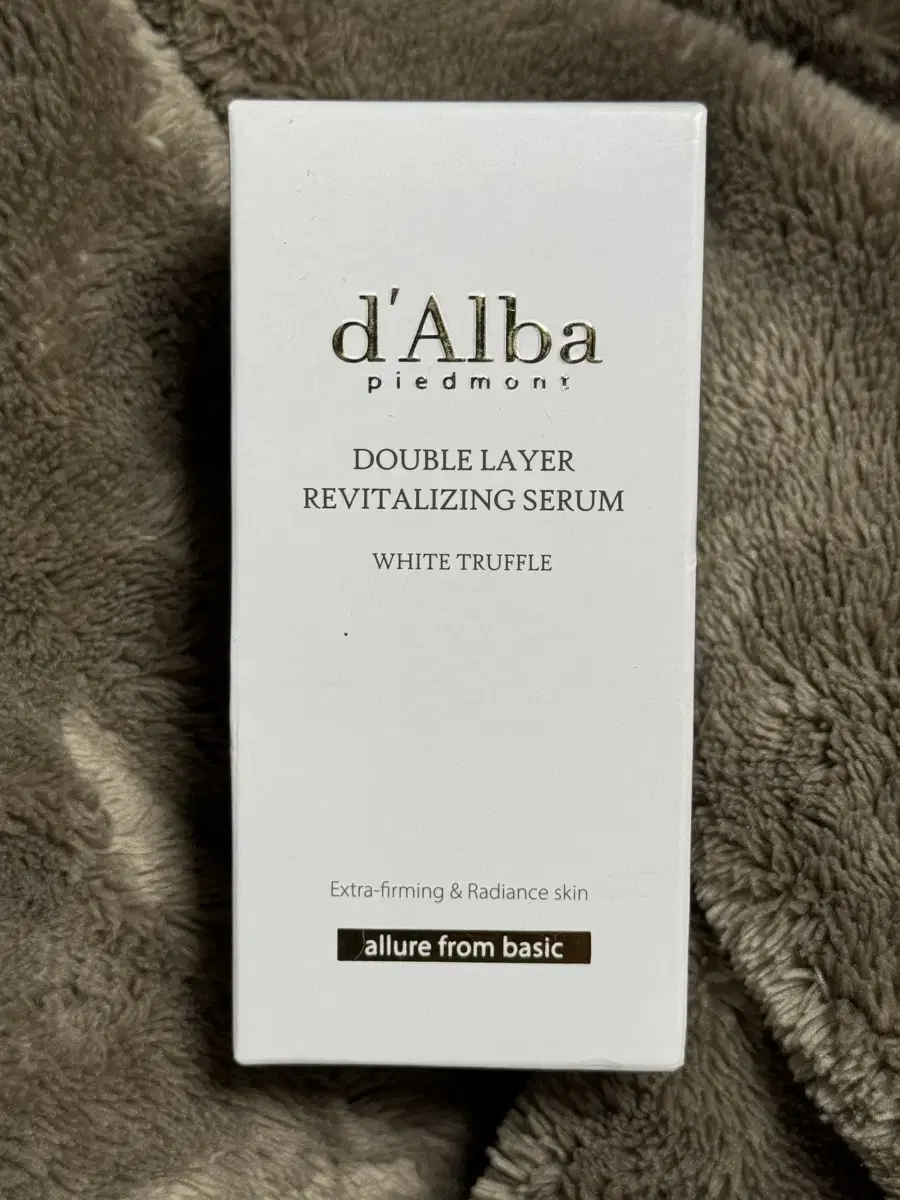 d'Alba
piedmont
DOUBLE LAYER
REVITALIZING SERUM
WHITE TRUFFLE
Extra-firming & Radiance skin
allure from basic